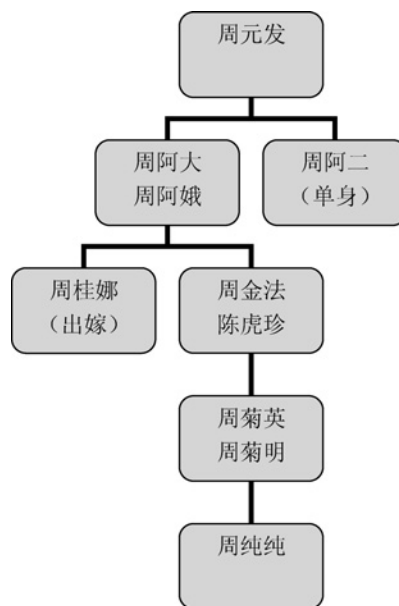 周元发
周阿大
周阿娥
周阿二
（单身）
周桂娜
（出嫁）
周金法
陈虎珍
周菊英
周菊明
周纯纯